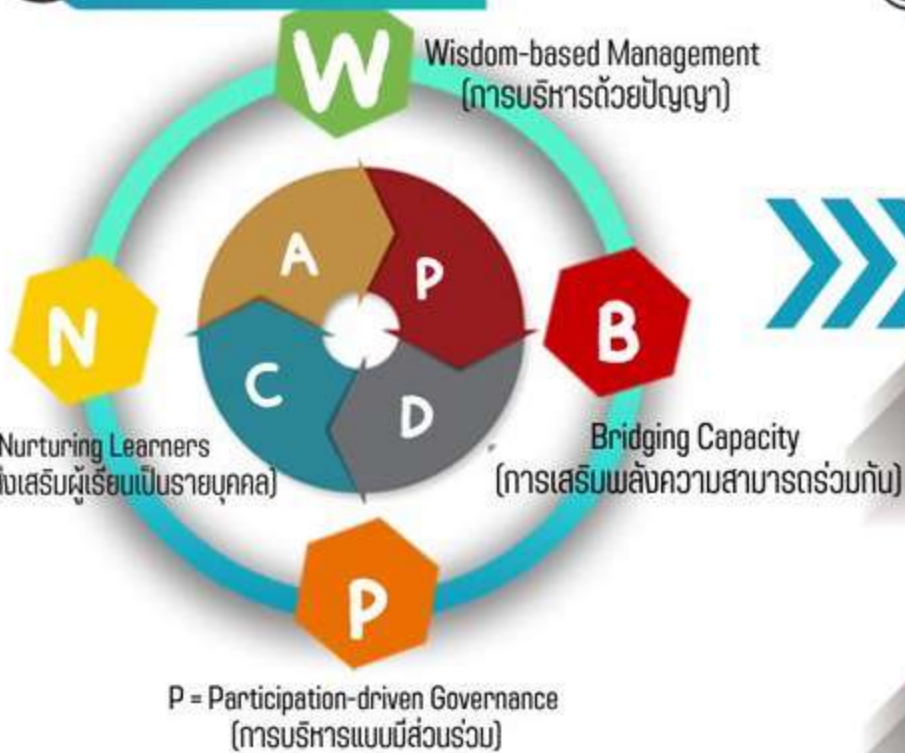 W
Wisdom-based Management
(การบริหารด้วยปัญญา)
A
P
N
B
C
D
Nurturing Learners
งเสริมผู้เรียนเป็นรายบุคคล)
Bridging Capacity
(การเสริมพลังความสามารถร่วมกัน)
P
P = Participation-driven Governance
(การบริหารแบบมีส่วนร่วม)